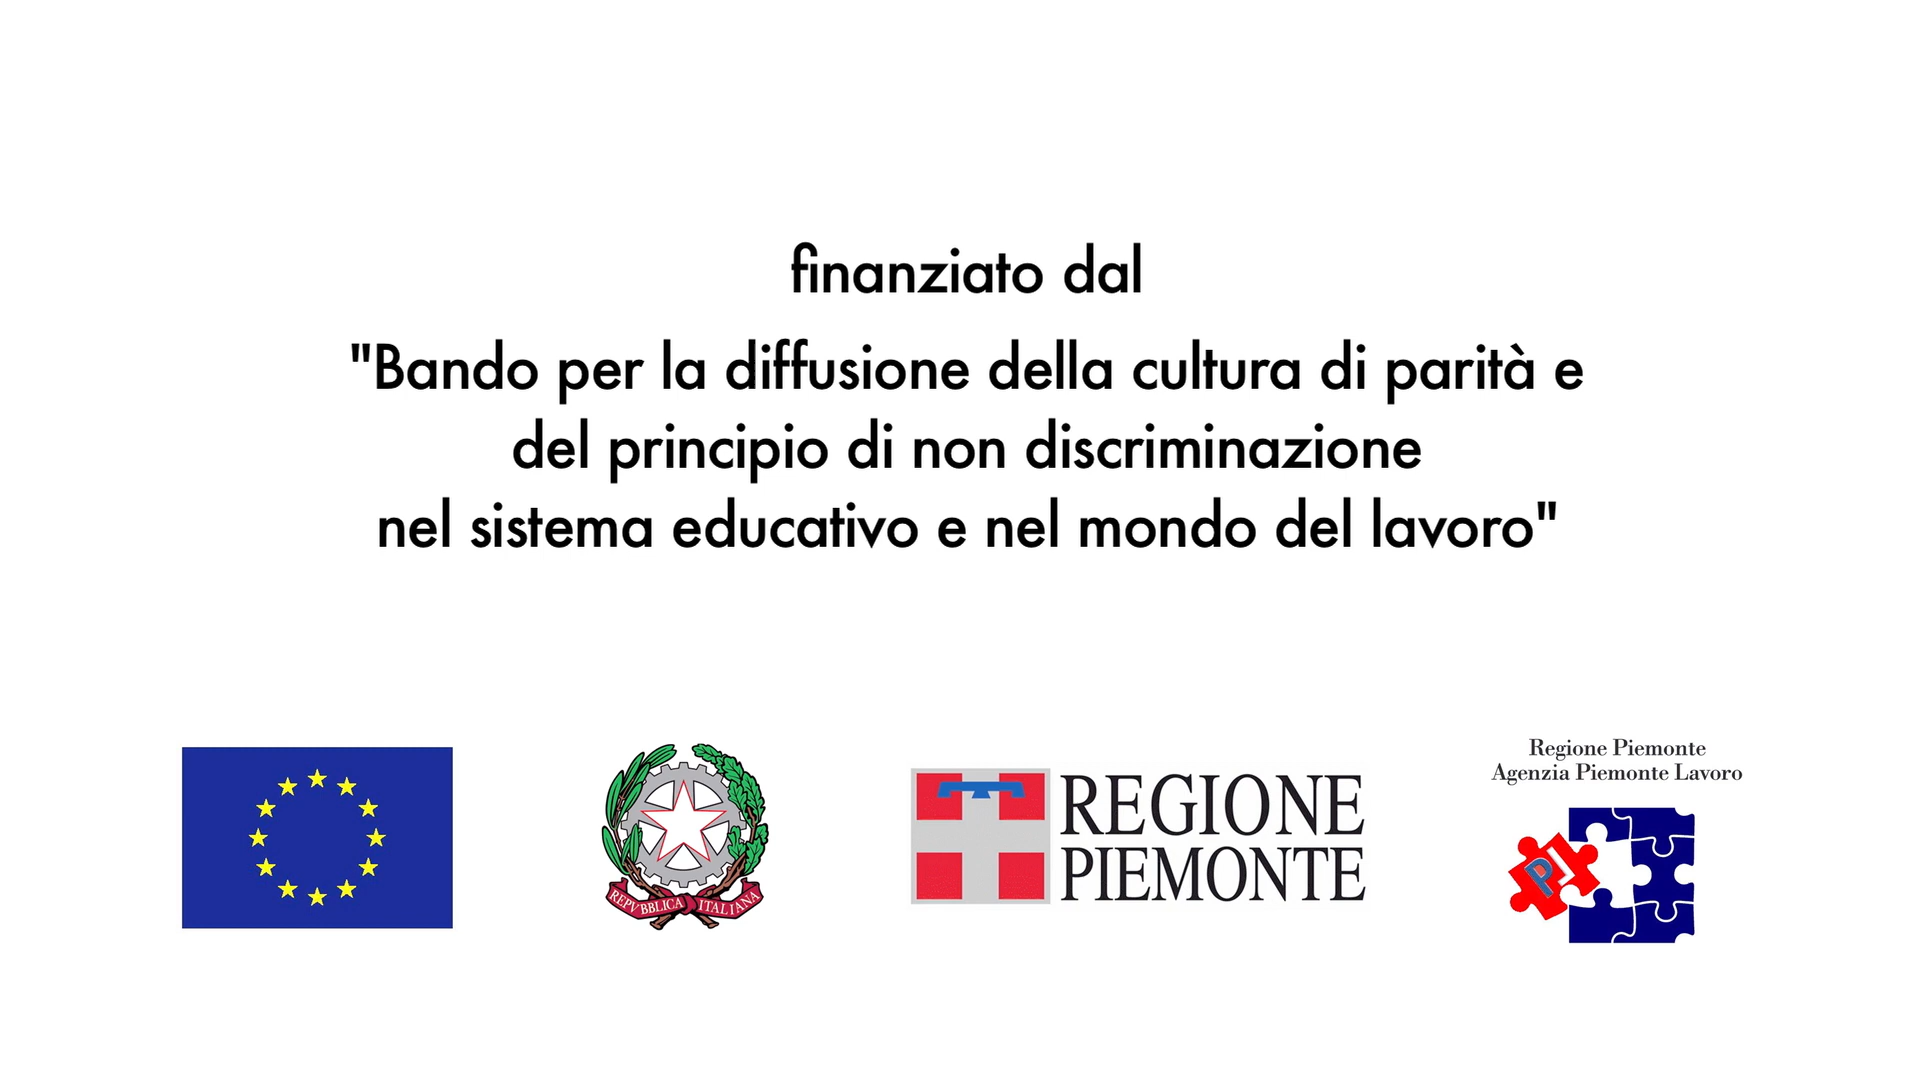 finanziato dal
"Bando per la diffusione della cultura di parità e
del principio di non discriminazione
nel sistema educativo e nel mondo del lavoro"
REPVBBLICA ITALIANA
REGIONE
PIEMONTE
Regione Piemonte
Agenzia Piemonte Lavoro